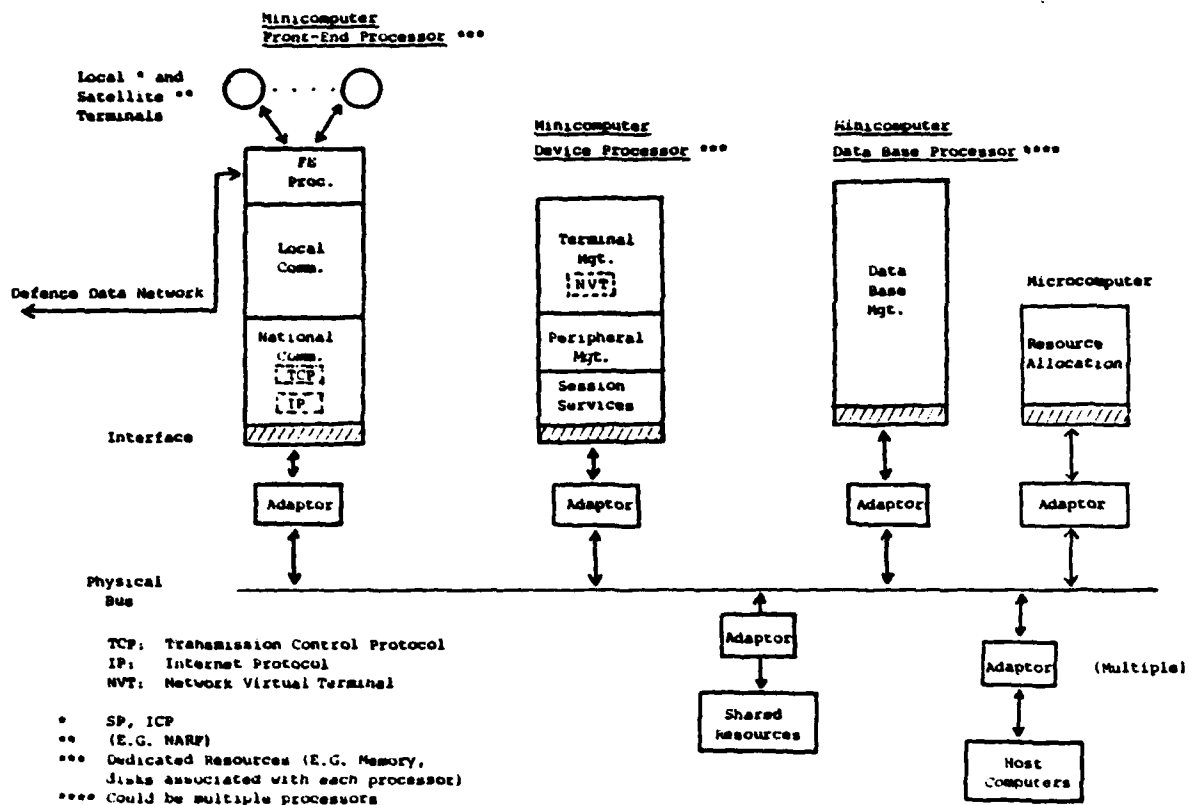 Minicomputer
Front-End Processor ***
Local * and
Satellite **
Terminals
FE
Proc.
Local
Comm.
National
Comm.
TCP
IP
Defence Data Network
Interface
Adaptor
Minicomputer
Device Processor ***
Terminal
Mgt.
NVT
Peripheral
Mgt.
Session
Services
Adaptor
Minicomputer
Data Base Processor ****
Data
Base
Mgt.
Adaptor
Microcomputer
Resource
Allocation
Adaptor
Physical
Bus
Adaptor
Shared
Resources
Adaptor
(Multiple)
Host
Computers
TCP: Transmission Control Protocol
IP: Internet Protocol
NVT: Network Virtual Terminal
* SP, ICP
** (E.G. NARF)
*** Dedicated Resources (E.G. Memory,
disks associated with each processor)
**** Could be multiple processors